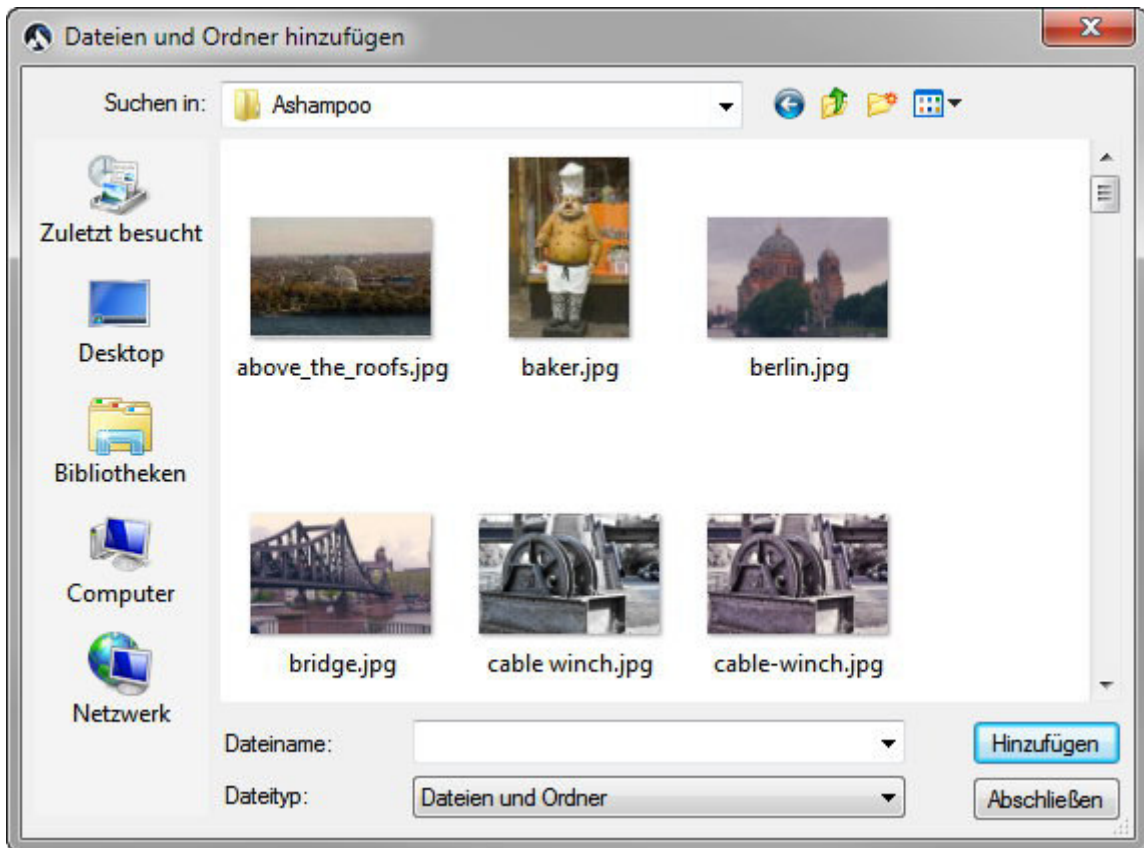 Dateien und Ordner hinzufügen
Suchen in:
Ashampoo
Zuletzt besucht
Desktop
Bibliotheken
Computer
Netzwerk
above_the_roofs.jpg
baker.jpg
berlin.jpg
bridge.jpg
cable winch.jpg
cable-winch.jpg
Dateiname:
Hinzufügen
Dateityp:
Dateien und Ordner
Abschließen